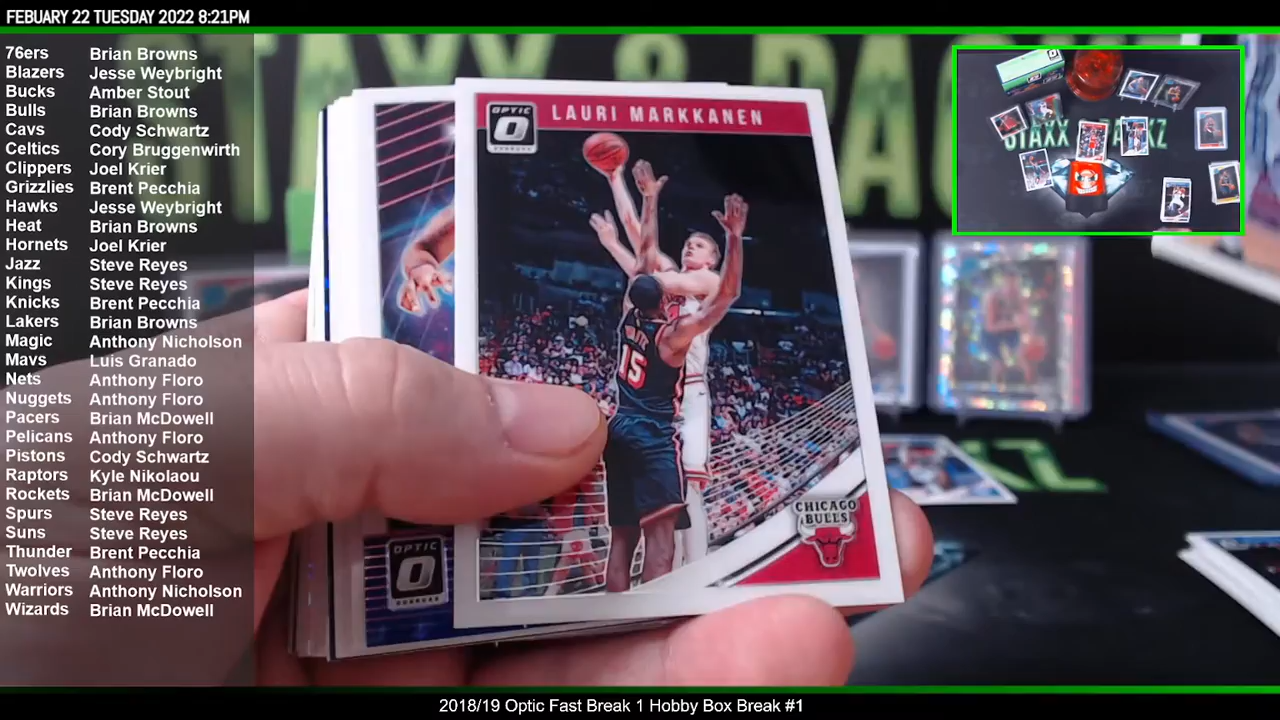 FEBUARY 22 TUESDAY 2022 8:21PM
76ers Brian Browns
Blazers Jesse Weybright
Bucks Amber Stout
Bulls Brian Browns
Cavs Cody Schwartz
Celtics Cory Bruggenwirth
Clippers Joel Krier
Grizzlies Brent Pecchia
Hawks Jesse Weybright
Heat Brian Browns
Hornets Joel Krier
Jazz Steve Reyes
Kings Steve Reyes
Knicks Brent Pecchia
Lakers Brian Browns
Magic Anthony Nicholson
Mavs Luis Granado
Nets Anthony Floro
Nuggets Anthony Floro
Pacers Brian McDowell
Pelicans Anthony Floro
Pistons Cody Schwartz
Raptors Kyle Nikolaou
Rockets Brian McDowell
Spurs Steve Reyes
Suns Steve Reyes
Thunder Brent Pecchia
Twolves Anthony Floro
Warriors Anthony Nicholson
Wizards Brian McDowell
OPTIC
DONRUSS
LAURI MARKKANEN
15
CHICAGO
BULLS
OPTIC
STAXX PACKZ
2018/19 Optic Fast Break 1 Hobby Box Break #1